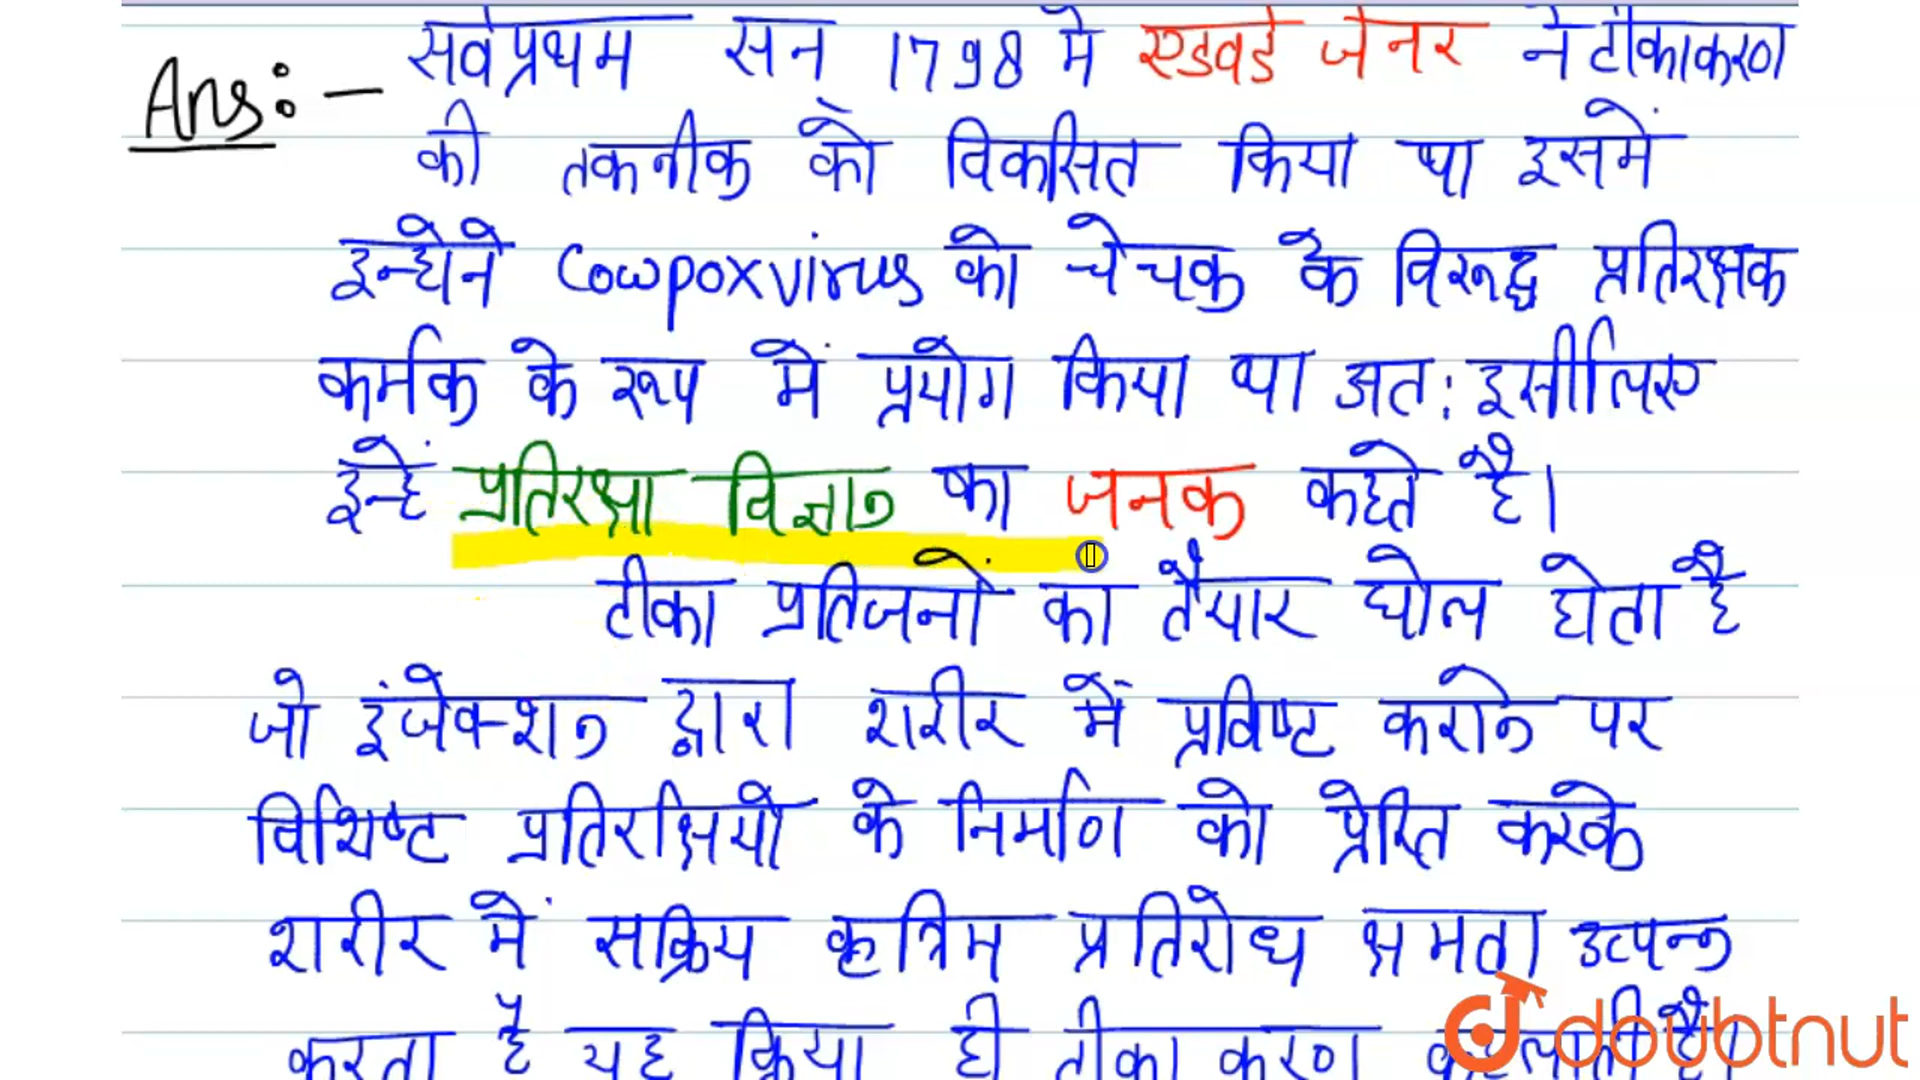 Ans:- सर्वप्रथम सन् 1798 में एडवर्ड जेनर ने टीकाकरण
की तकनीक को विकसित किया था इसमें
इन्होने Cowpoxvirus को चेचक के विरूद्ध प्रतिरक्षक
कर्मक के रूप में प्रयोग किया था अतः इसीलिए
इन्हें प्रतिरक्षा विज्ञान का जनक कहते है।
टीका प्रतिजनों का तैयार घोल होता है
जो इंजेक्शन द्वारा शरीर में प्रविष्ट कराने पर
विशिष्ट प्रतिरक्षियों के निर्माण को प्रेरित करके
शरीर में सक्रिय कृत्रिम प्रतिरोध क्षमता उत्पन्न
करता है यह क्रिया ही टीकाकरण कहलाती है।
doubtnut